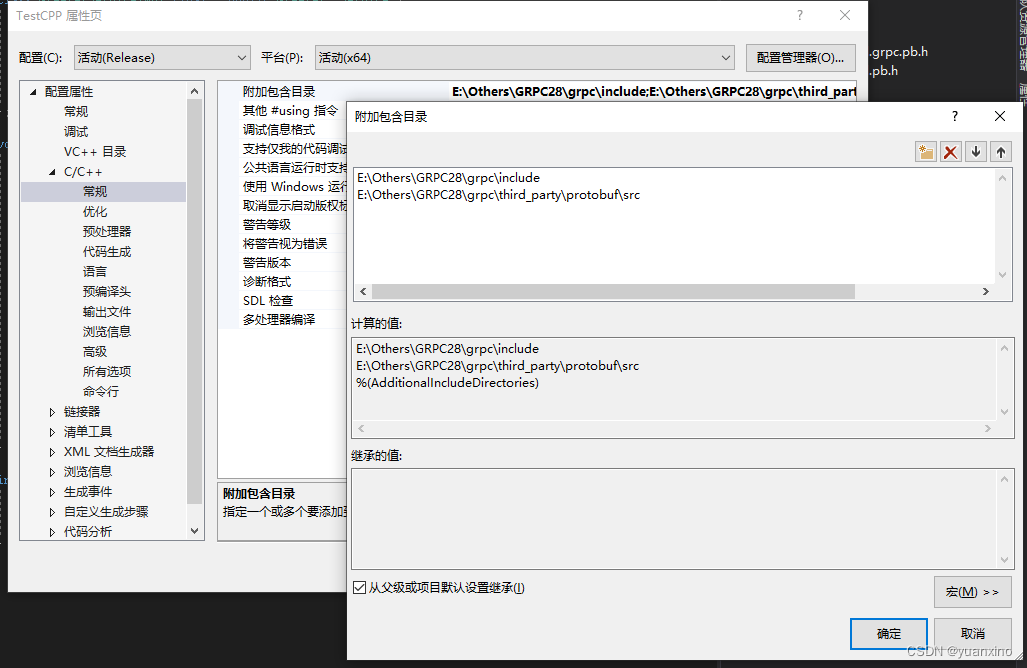 TestCPP 属性页
配置(C):
活动(Release)
平台(P):
活动(x64)
配置管理器(O)...
.grpc.pb.h
.pb.h
配置属性
常规
调试
VC++ 目录
C/C++
常规
优化
预处理器
代码生成
语言
预编译头
输出文件
浏览信息
高级
所有选项
命令行
链接器
清单工具
XML 文档生成器
浏览信息
生成事件
自定义生成步骤
代码分析
附加包含目录
E:\Others\GRPC28\grpc\include;E:\Others\GRPC28\grpc\third_part
其他 #using 指令
调试信息格式
支持仅我的代码调试
公共语言运行时支持
使用 Windows 运行
取消显示启动版权标
警告等级
将警告视为错误
警告版本
诊断格式
SDL 检查
多处理器编译
附加包含目录
指定一个或多个要添加到
附加包含目录
E:\Others\GRPC28\grpc\include
E:\Others\GRPC28\grpc\third_party\protobuf\src
计算的值:
E:\Others\GRPC28\grpc\include
E:\Others\GRPC28\grpc\third_party\protobuf\src
%(AdditionalIncludeDirectories)
继承的值:
从父级或项目默认设置继承(I)
宏(M) >>
确定
取消
CSDN @yuanxino